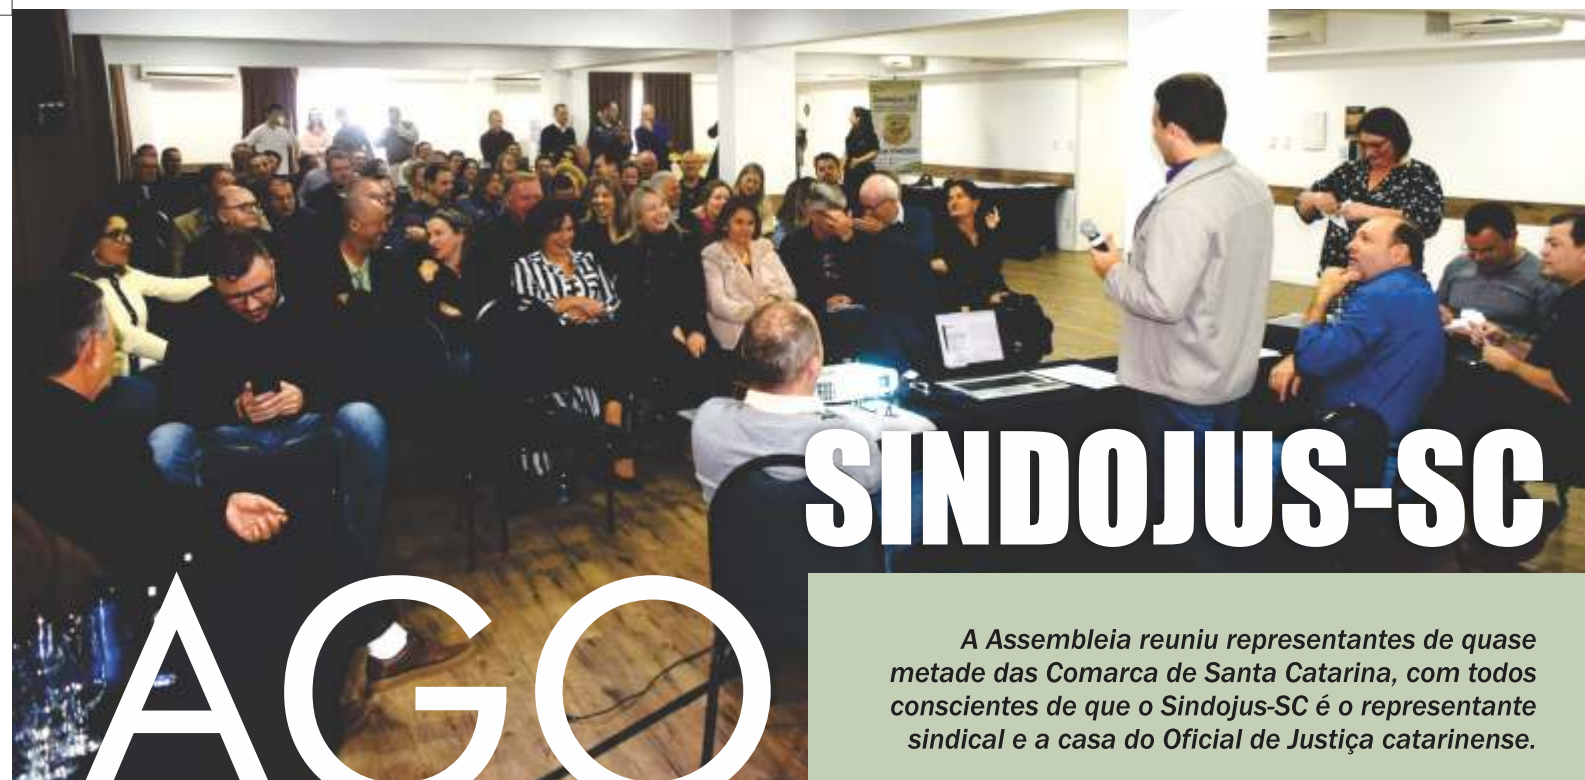 SINDOJUS-SC
AGO
A Assembleia reuniu representantes de quase
metade das Comarca de Santa Catarina, com todos
conscientes de que o Sindojus-SC é o representante
sindical e a casa do Oficial de Justiça catarinense.